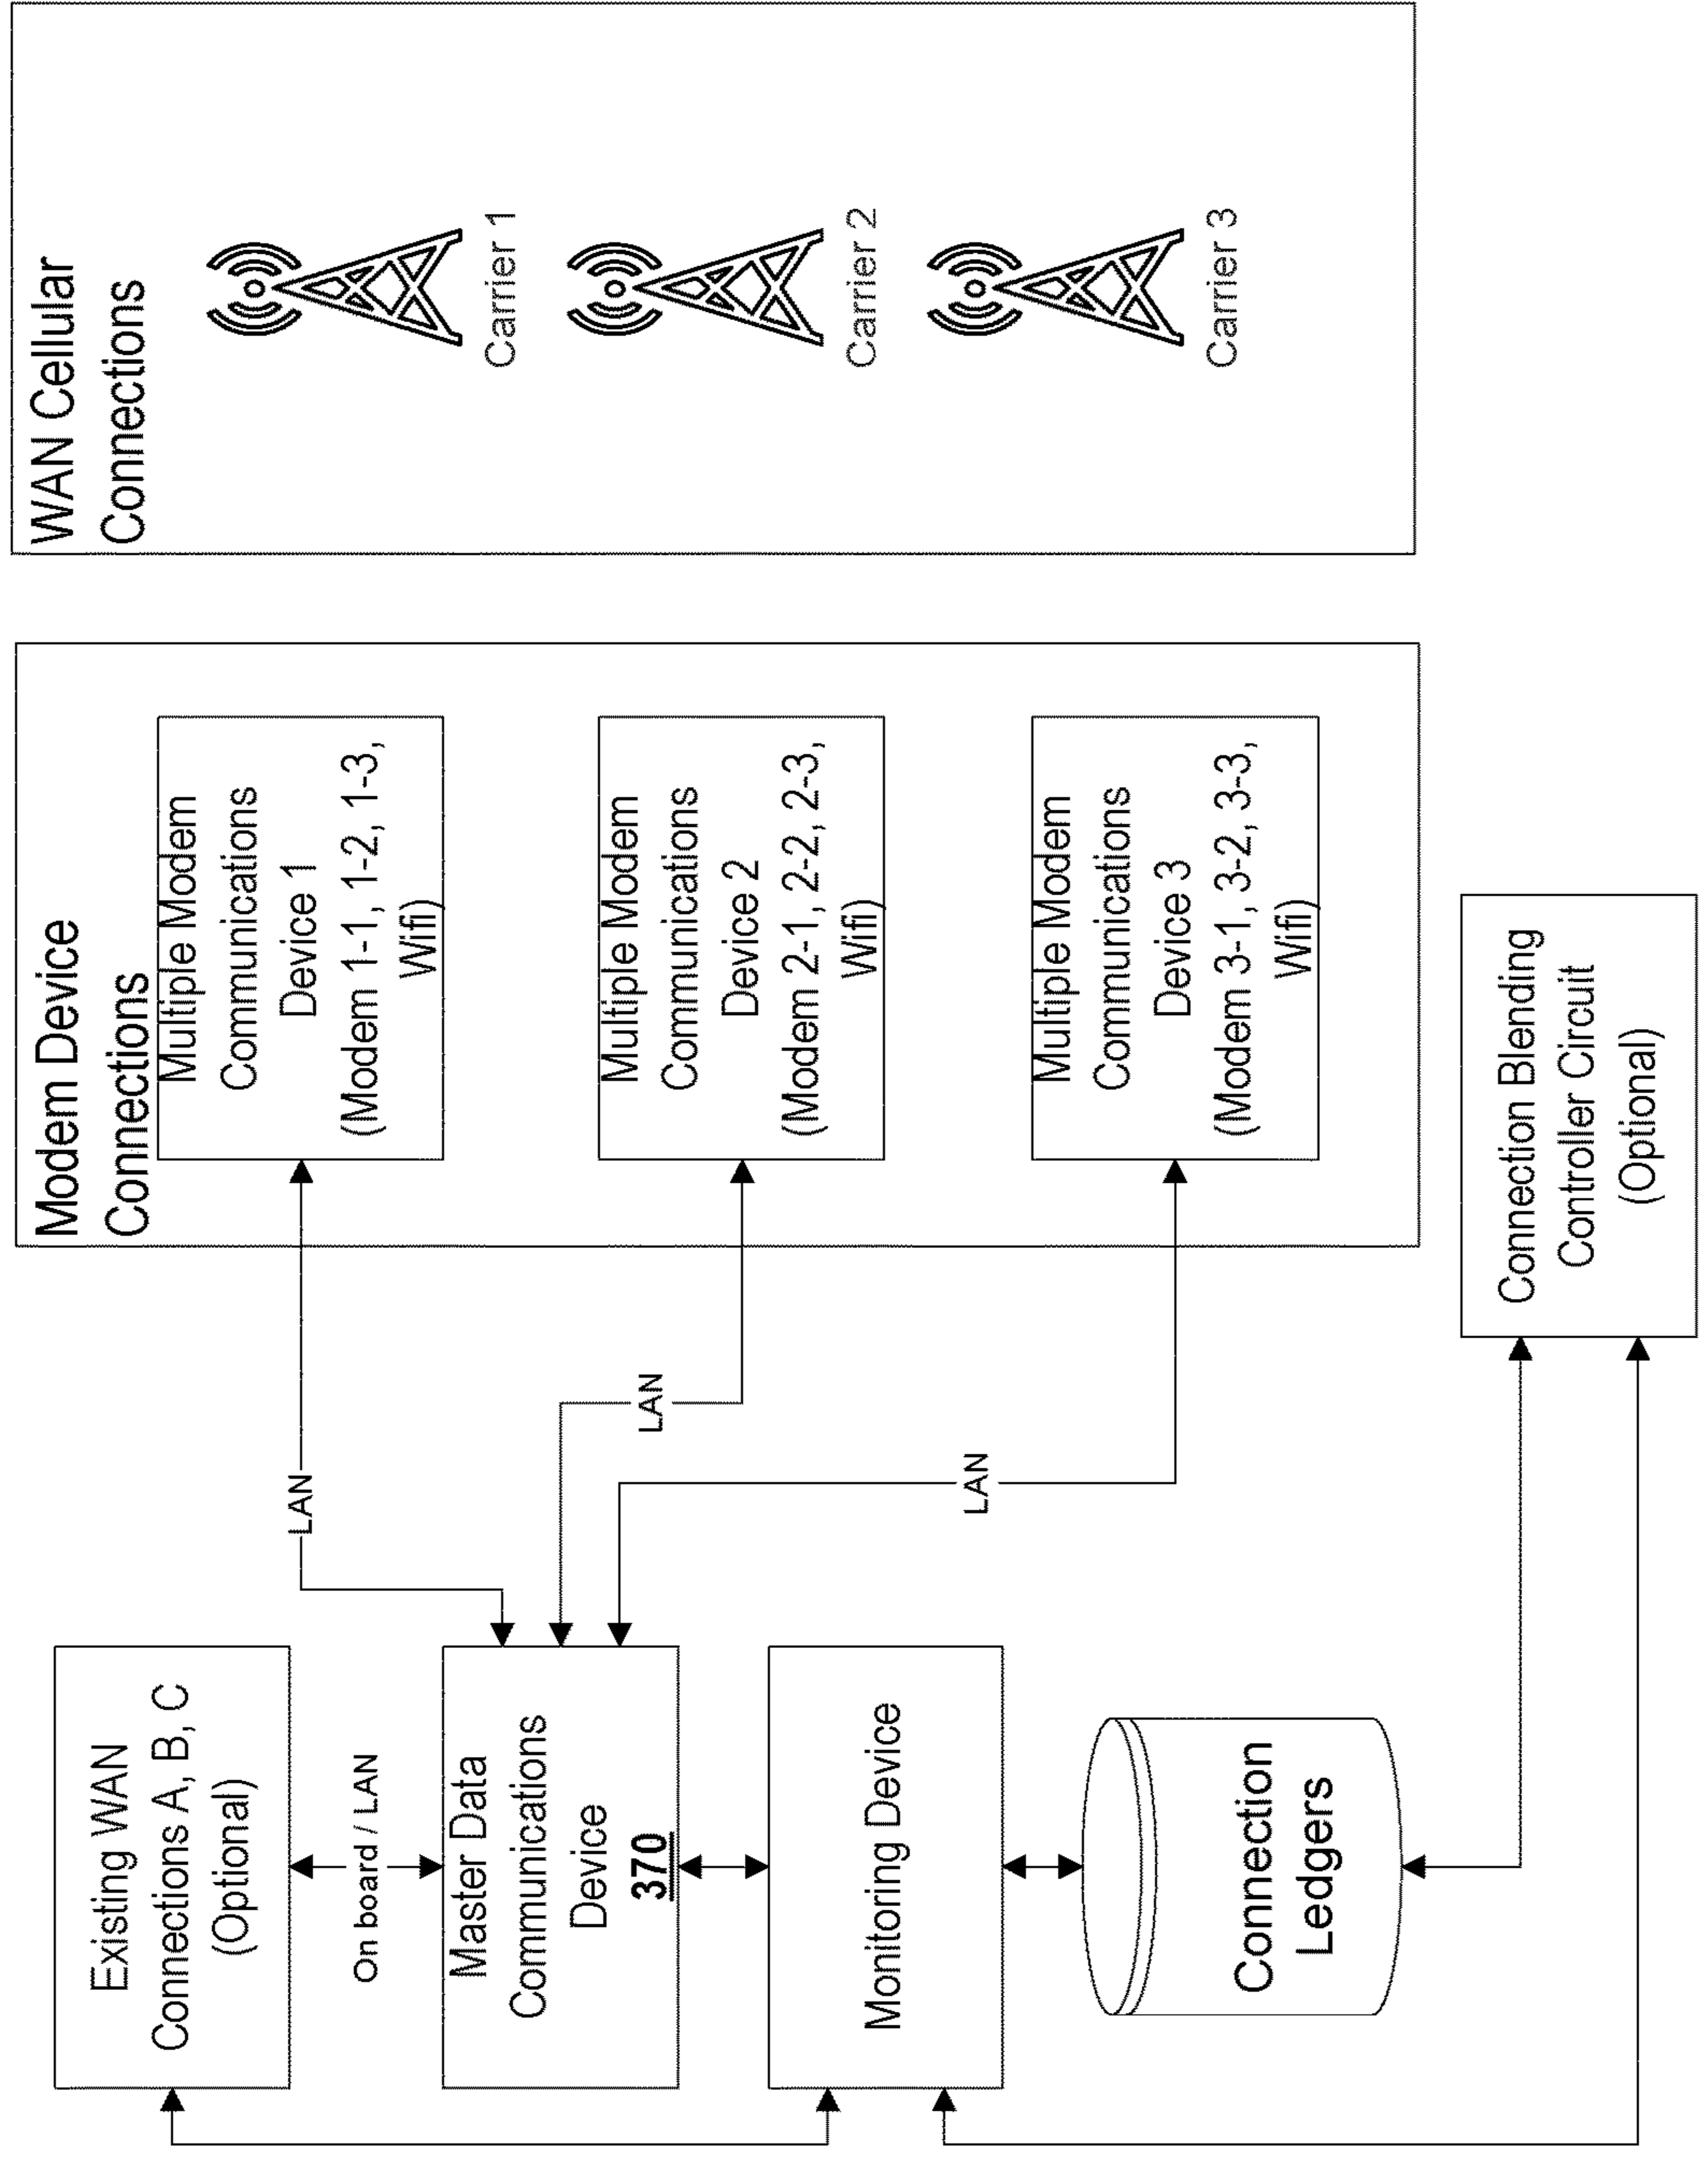 Existing WAN
Connections A, B, C
(Optional)
On board / LAN
Master Data
Communications
Device
370
Monitoring Device
Connection
Ledgers
LAN
LAN
LAN
Modem Device
Connections
Multiple Modem
Communications
Device 1
(Modem 1-1, 1-2, 1-3,
Wifi)
Multiple Modem
Communications
Device 2
(Modem 2-1, 2-2, 2-3,
Wifi)
Multiple Modem
Communications
Device 3
(Modem 3-1, 3-2, 3-3,
Wifi)
Connection Blending
Controller Circuit
(Optional)
WAN Cellular
Connections
Carrier 1
Carrier 2
Carrier 3